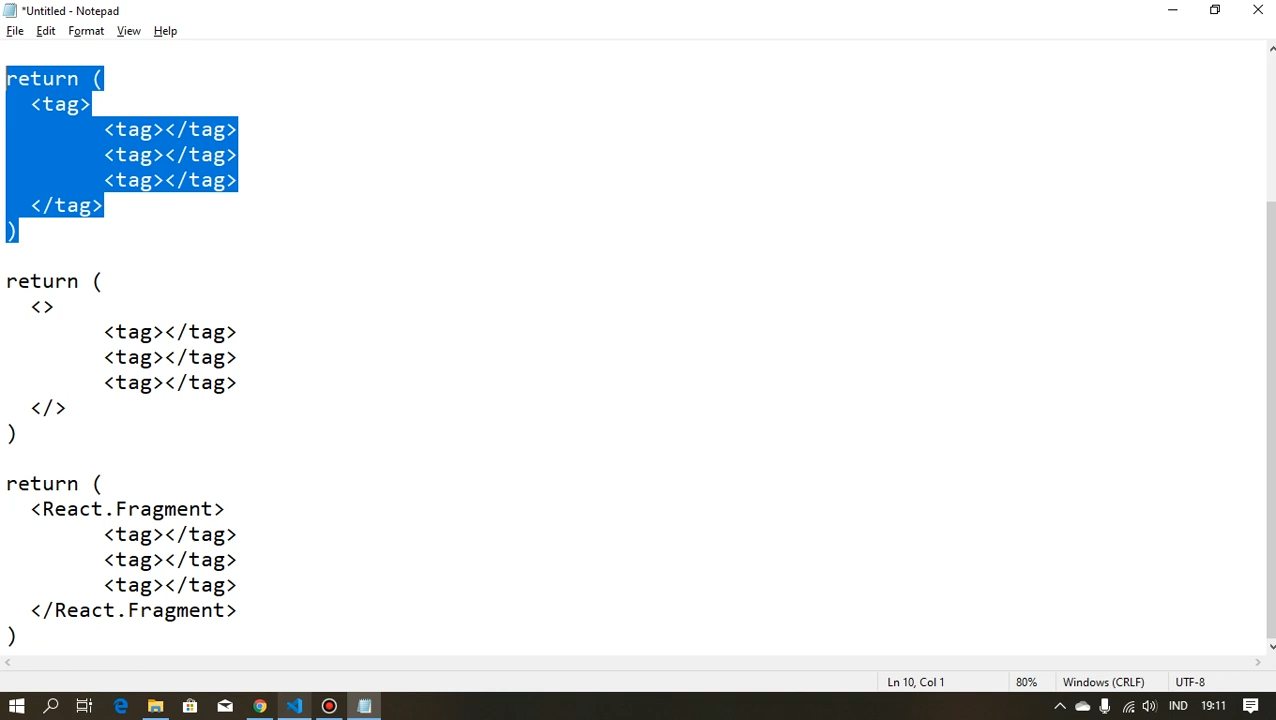 *Untitled - Notepad
File Edit Format View Help
return (
  <tag>
        <tag></tag>
        <tag></tag>
        <tag></tag>
  </tag>
)
return (
  <>
        <tag></tag>
        <tag></tag>
        <tag></tag>
  </>
)
return (
  <React.Fragment>
        <tag></tag>
        <tag></tag>
        <tag></tag>
  </React.Fragment>
)
Ln 10, Col 1 80% Windows (CRLF) UTF-8
IND 19:11